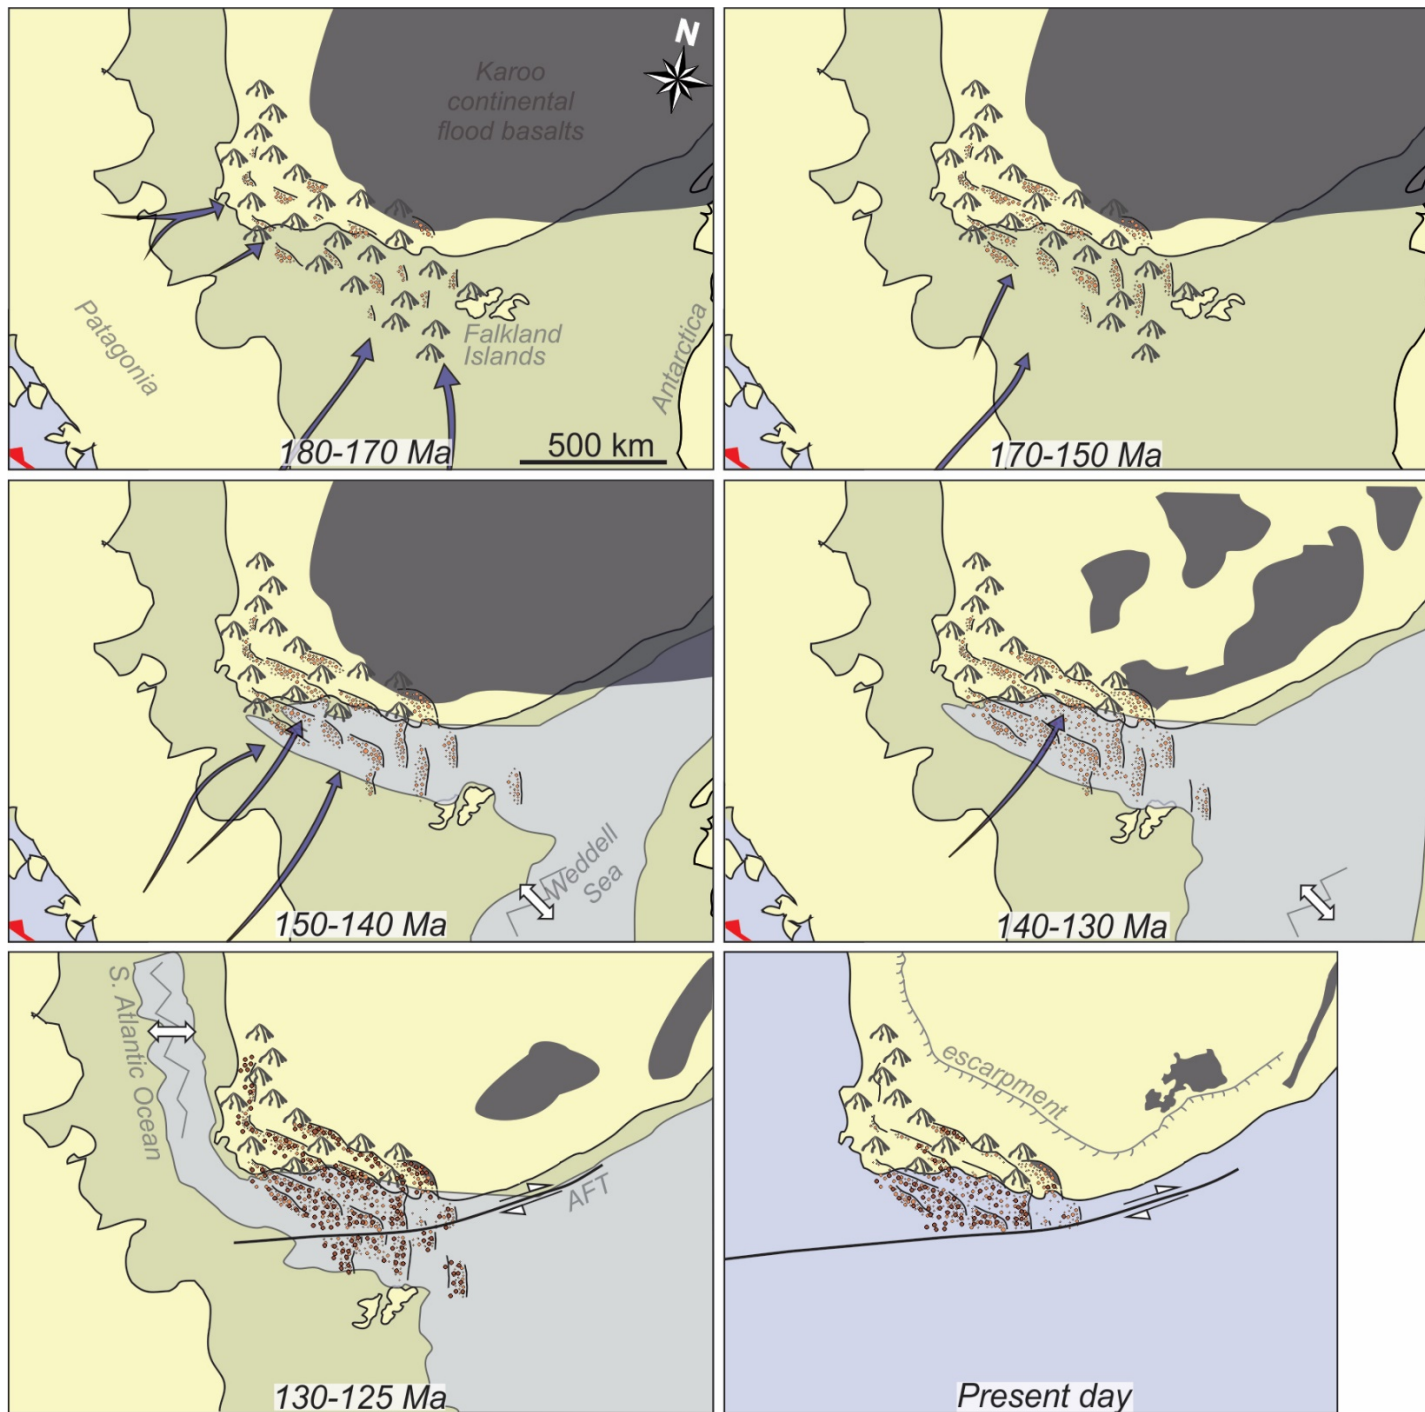 N
Karoo
continental
flood basalts
Patagonia
Falkland
Islands
Antarctica
180-170 Ma
500 km
170-150 Ma
Weddell
Sea
150-140 Ma
140-130 Ma
S. Atlantic Ocean
AFT
130-125 Ma
escarpment
Present day